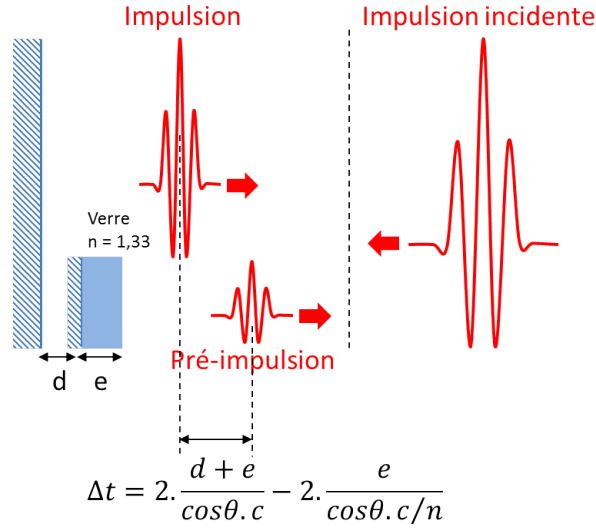 Impulsion
Impulsion incidente
Verre
n = 1,33
Pré-impulsion
d
e
Δt = 2. (d + e)/(cosθ. c) − 2. e/(cosθ. c/n)